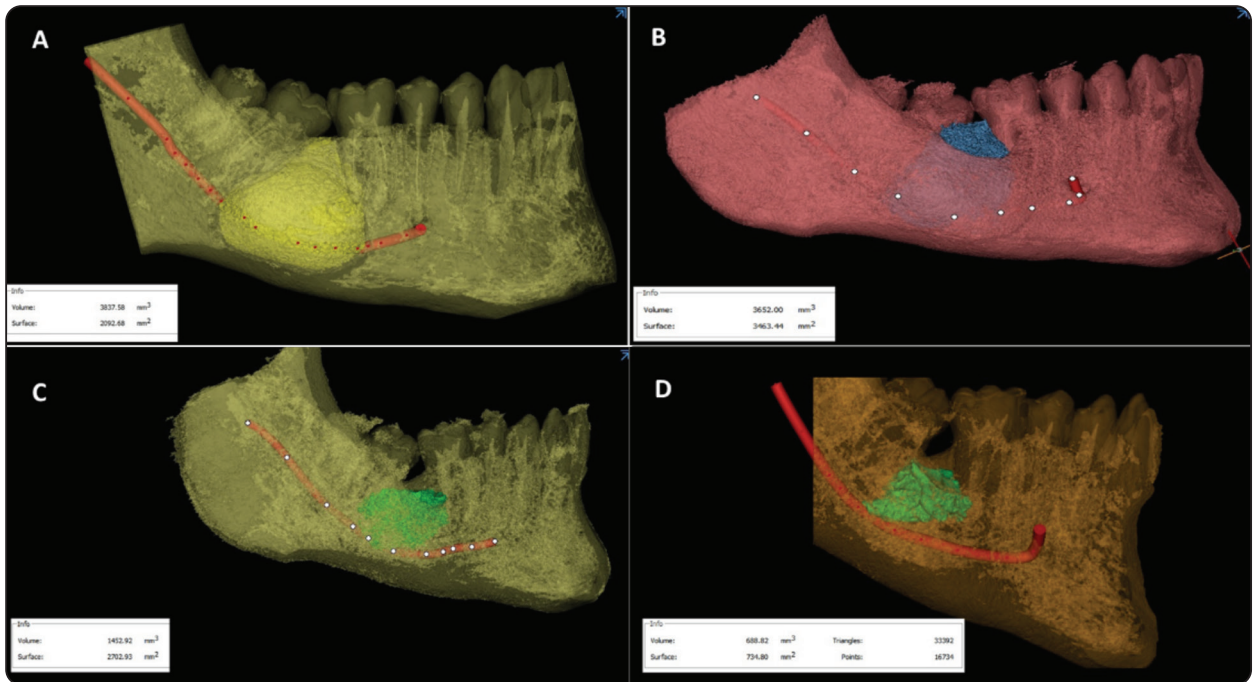 A
Info
Volume: 3837.58 mm3
Surface: 2092.68 mm2
B
Info
Volume: 3652.00 mm3
Surface: 3463.44 mm2
C
Info
Volume: 1452.92 mm3
Surface: 2702.93 mm2
D
Info
Volume: 688.82 mm3 Triangles: 33392
Surface: 734.80 mm2 Points: 16734